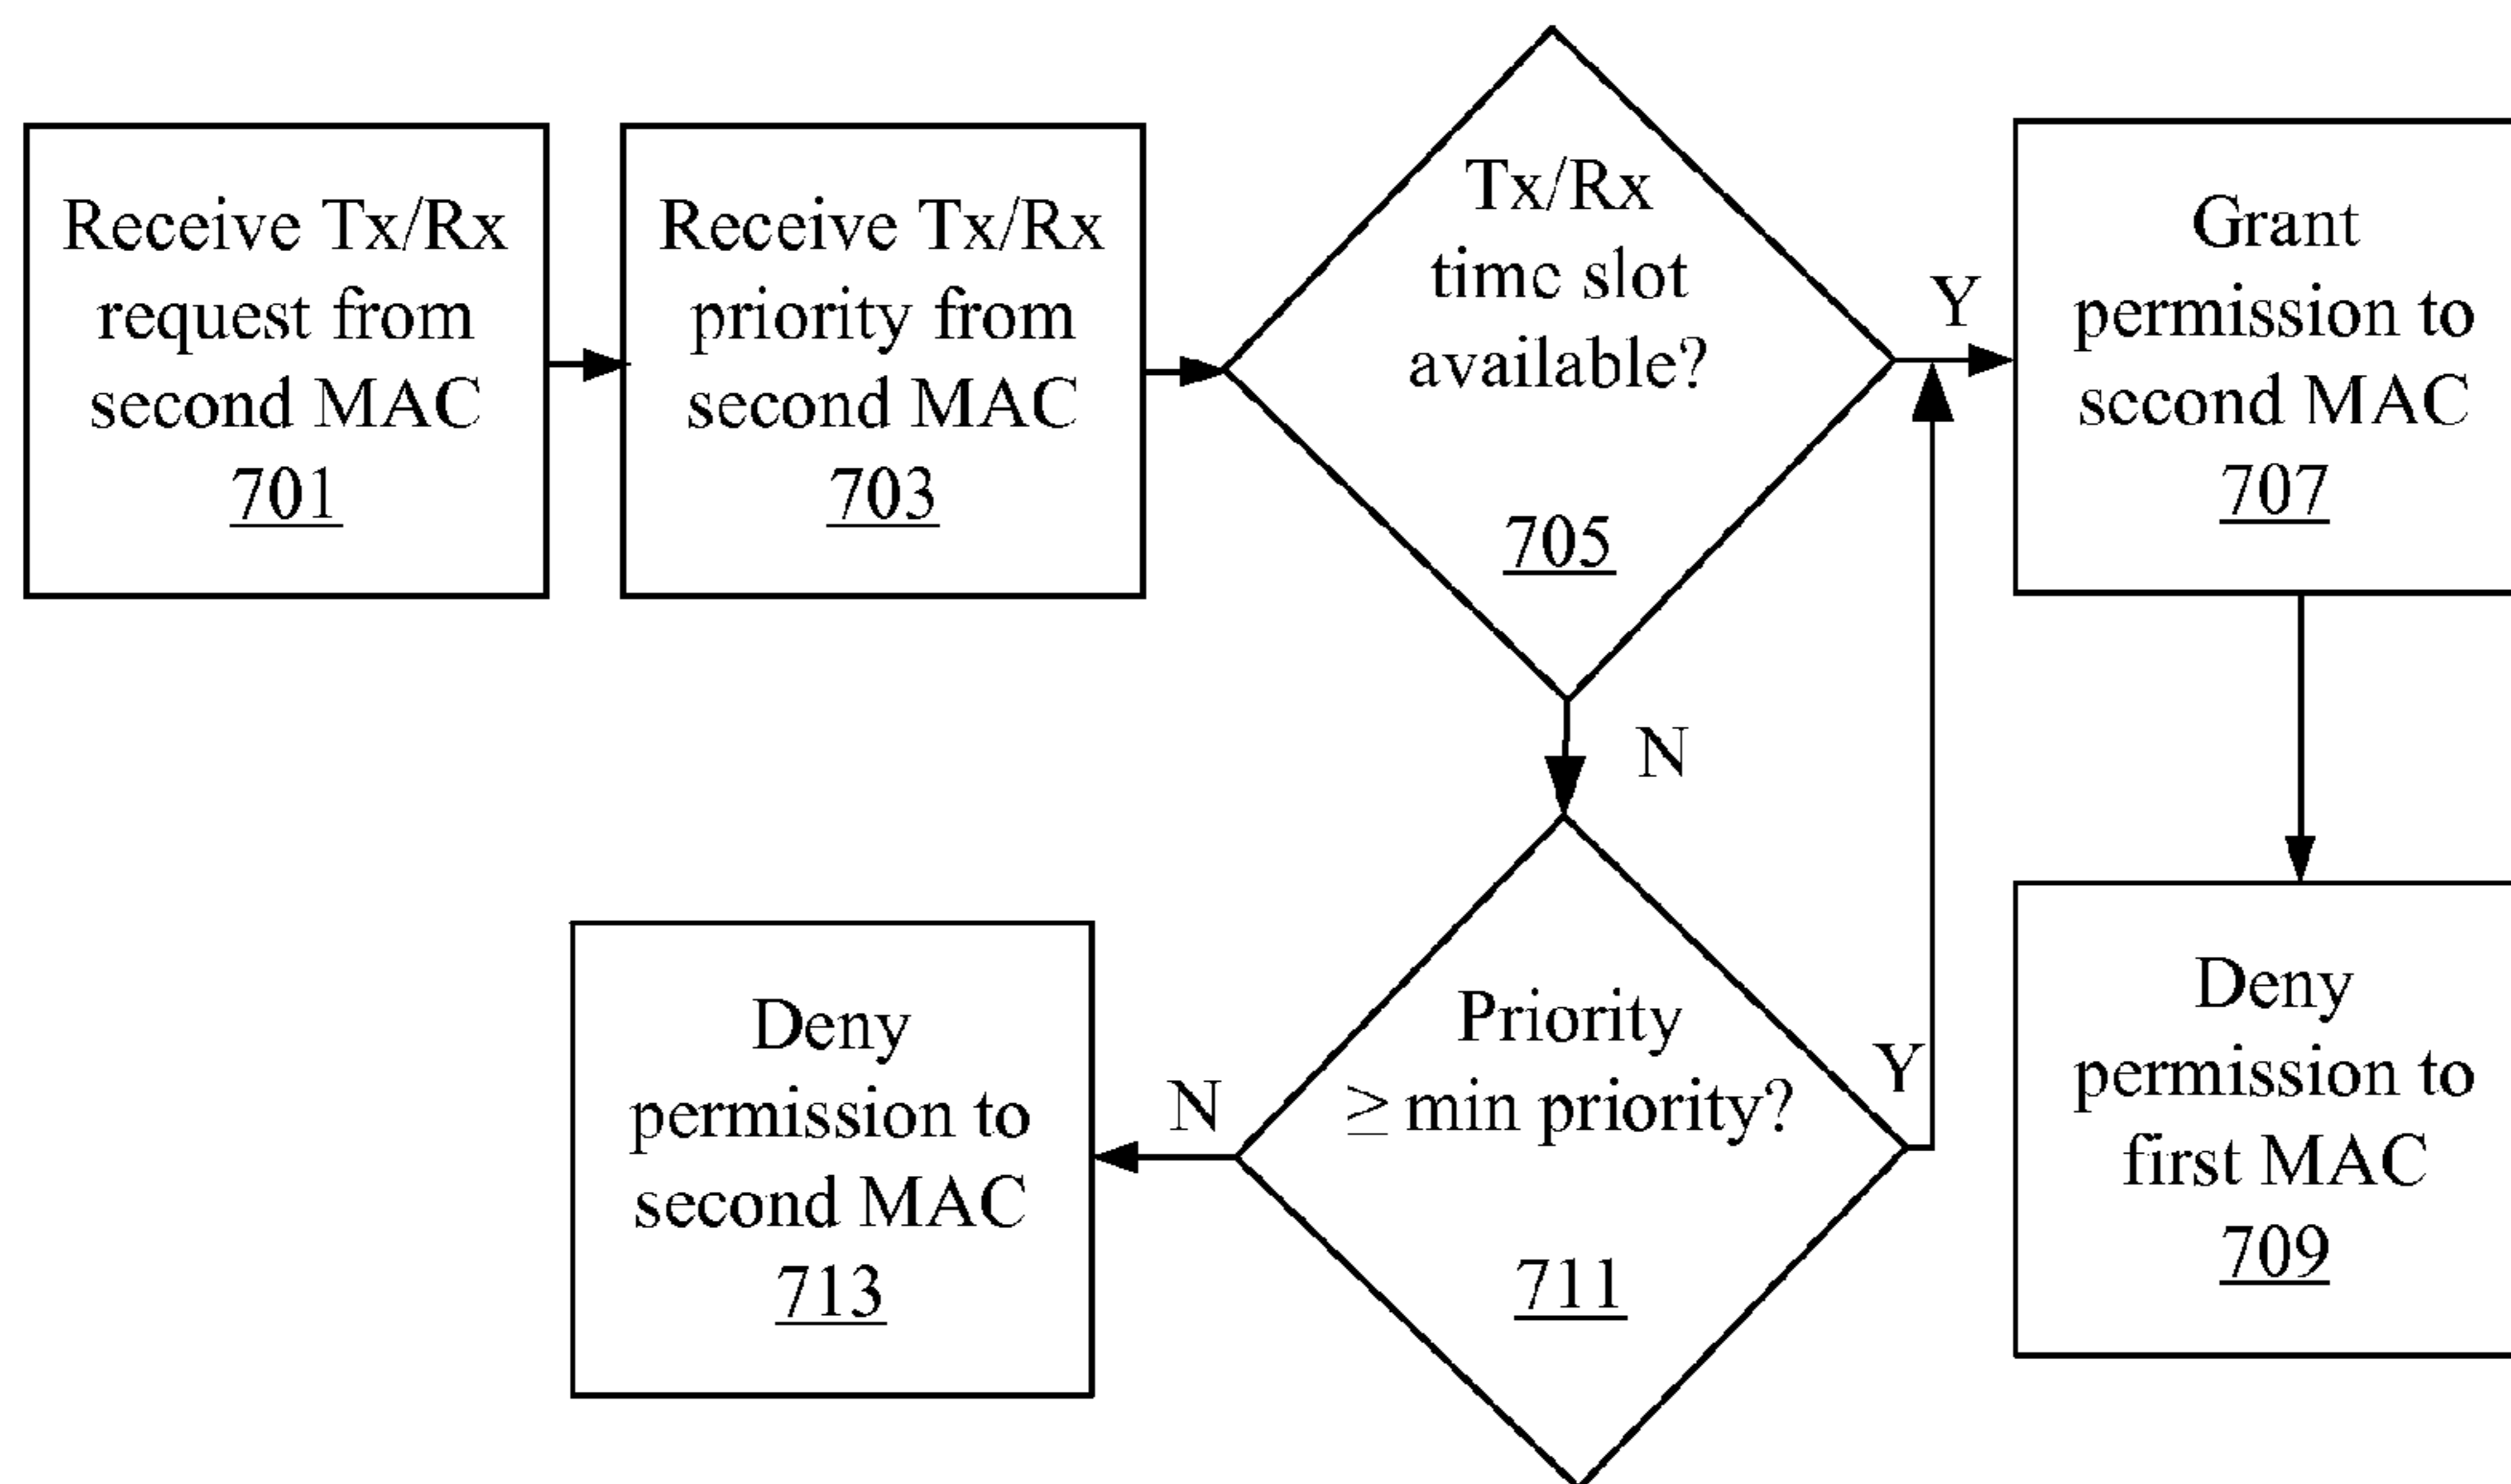 Receive Tx/Rx
request from
second MAC
701
Receive Tx/Rx
priority from
second MAC
703
Tx/Rx
time slot
available?
705
Y
Grant
permission to
second MAC
707
N
Deny
permission to
second MAC
713
N
Priority
≥ min priority?
711
Y
Deny
permission to
first MAC
709